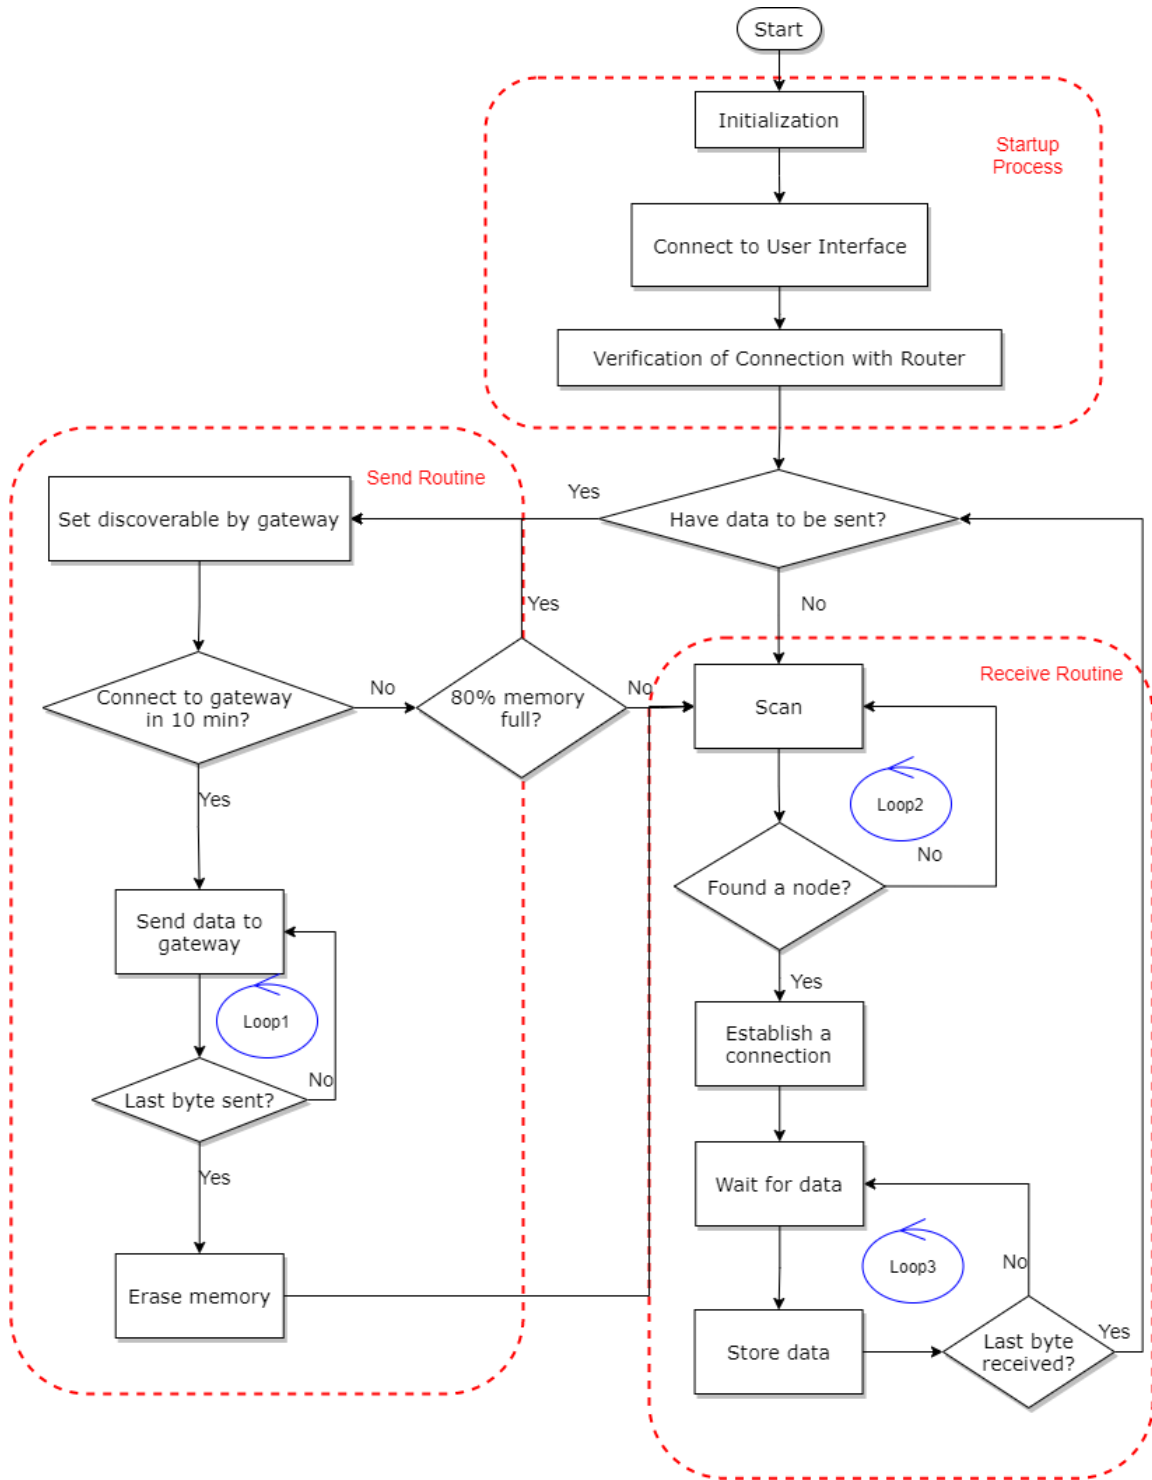 Start
Initialization
Startup
Process
Connect to User Interface
Verification of Connection with Router
Send Routine
Yes
Set discoverable by gateway
Have data to be sent?
Yes
No
Receive Routine
Connect to gateway
in 10 min?
No
80% memory
full?
No
Scan
Yes
Loop2
No
Found a node?
Send data to
gateway
Yes
Loop1
Establish a
connection
No
Last byte sent?
Yes
Wait for data
Loop3
No
Erase memory
Store data
Last byte
received?
Yes